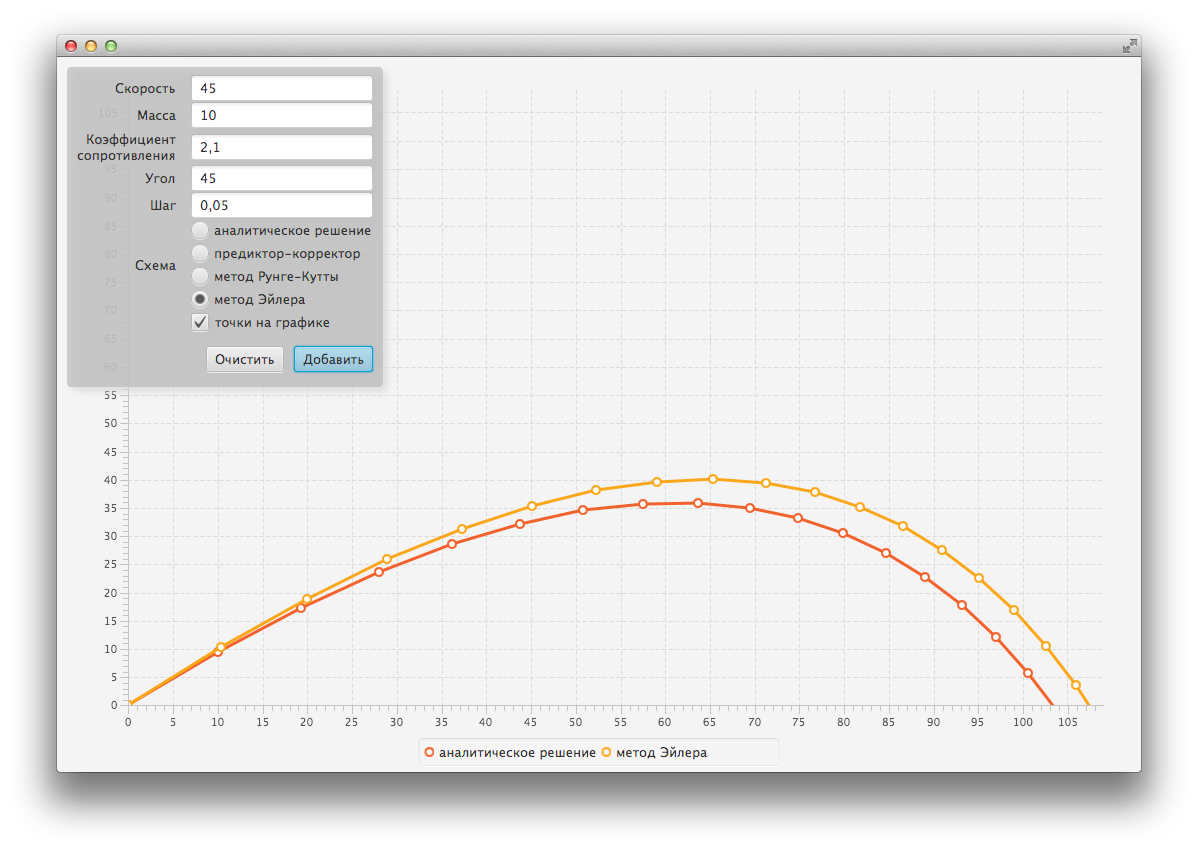 Скорость 45
Масса 10
Коэффициент
сопротивления 2,1
Угол 45
Шаг 0,05
Схема
аналитическое решение
предиктор-корректор
метод Рунге-Кутты
метод Эйлера
точки на графике
Очистить Добавить
105
95
90
85
80
75
70
65
60
55
50
45
40
35
30
25
20
15
10
5
0
0 5 10 15 20 25 30 35 40 45 50 55 60 65 70 75 80 85 90 95 100 105
аналитическое решение метод Эйлера